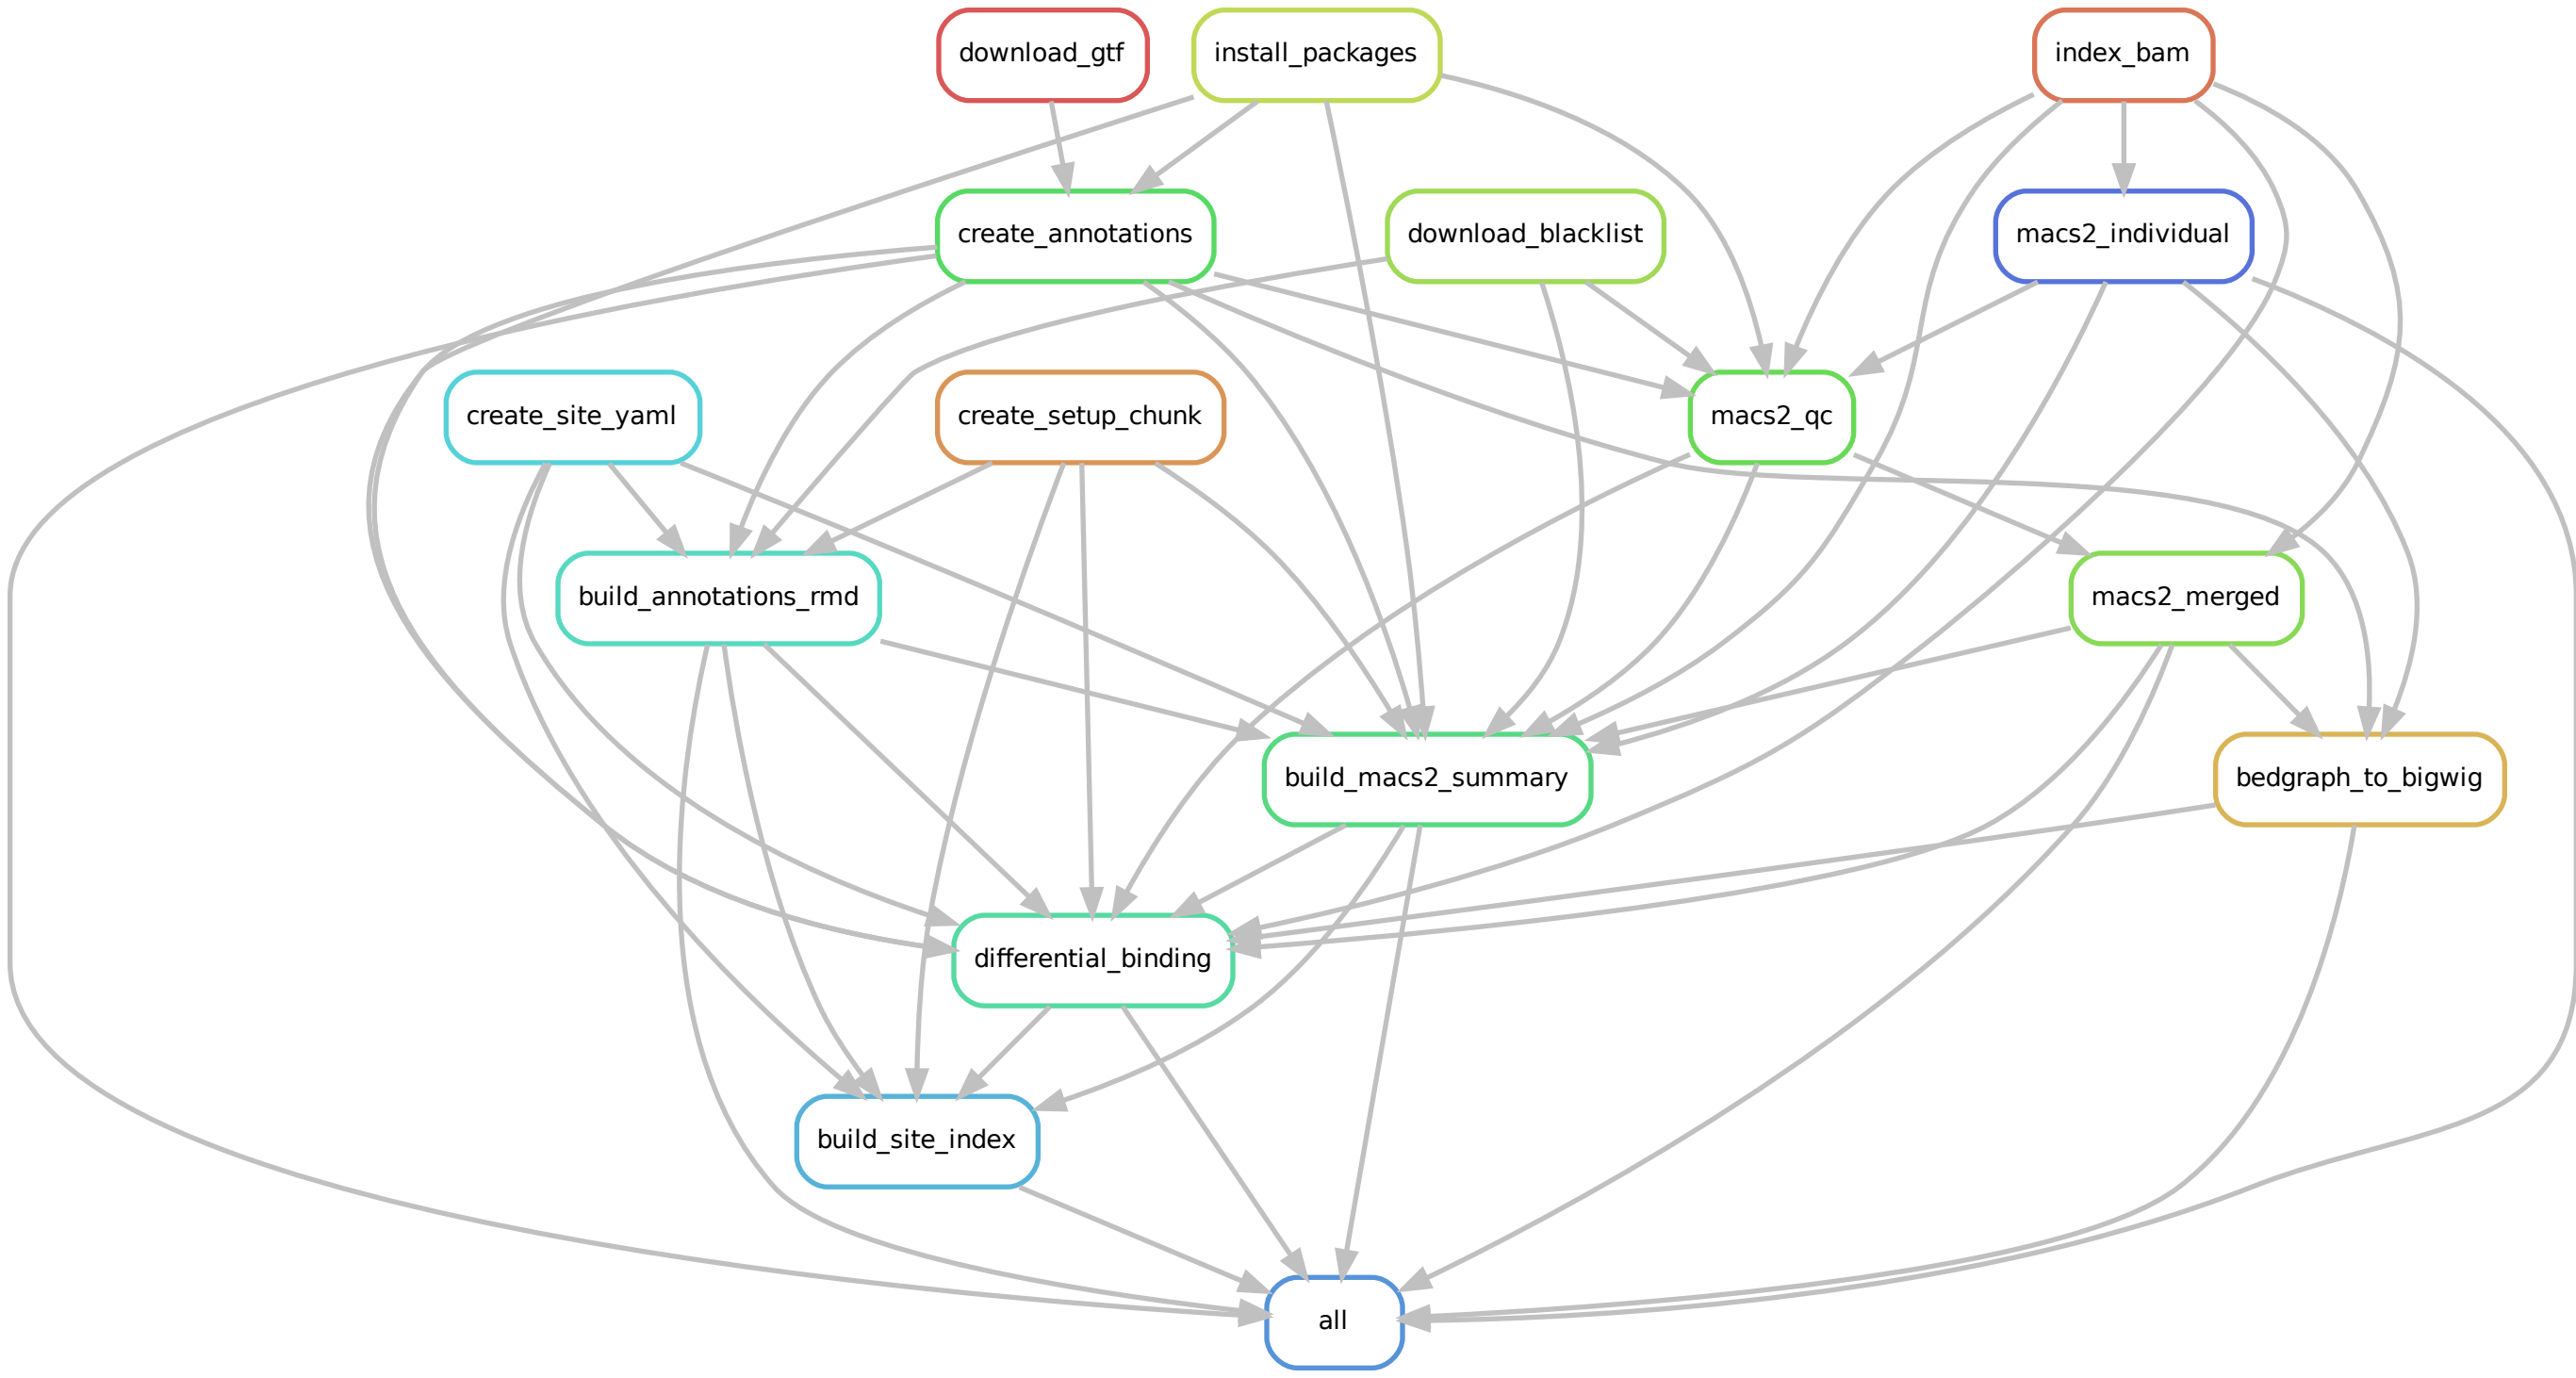 download_gtf
install_packages
index_bam
create_annotations
download_blacklist
macs2_individual
create_site_yaml
create_setup_chunk
macs2_qc
build_annotations_rmd
macs2_merged
build_macs2_summary
bedgraph_to_bigwig
differential_binding
build_site_index
all